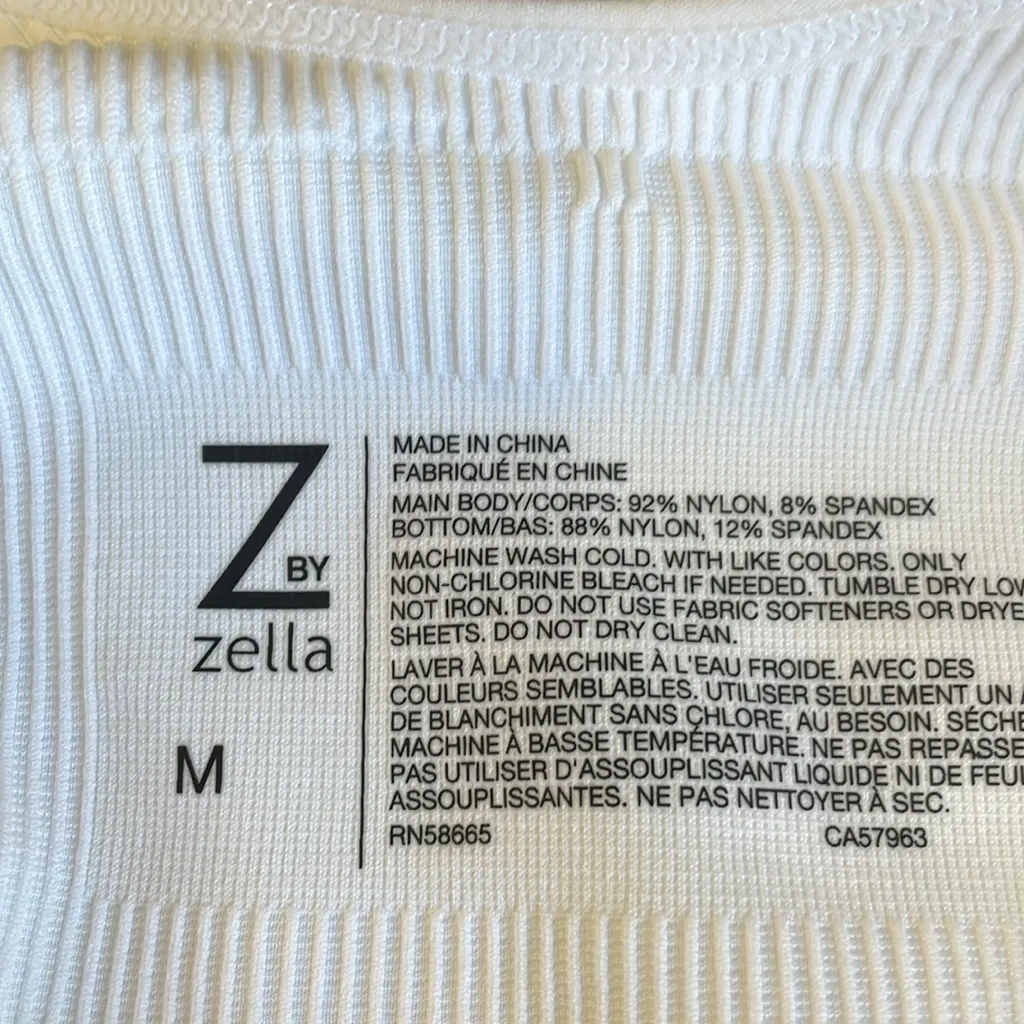 Z BY
zella
M
MADE IN CHINA
FABRIQUÉ EN CHINE
MAIN BODY/CORPS: 92% NYLON, 8% SPANDEX
BOTTOM/BAS: 88% NYLON, 12% SPANDEX
MACHINE WASH COLD. WITH LIKE COLORS. ONLY
NON-CHLORINE BLEACH IF NEEDED. TUMBLE DRY LOW
NOT IRON. DO NOT USE FABRIC SOFTENERS OR
SHEETS. DO NOT DRY CLEAN.
LAVER À LA MACHINE À L'EAU FROIDE. AVEC DES
COULEURS SEMBLABLES. UTILISER SEULEMENT UN
DE BLANCHIMENT SANS CHLORE, AU BESOIN.
MACHINE À BASSE TEMPÉRATURE. NE PAS
PAS UTILISER D'ASSOUPLISSANT LIQUIDE NI DE
ASSOUPLISSANTES. NE PAS NETTOYER À SEC.
RN58665 CA57963